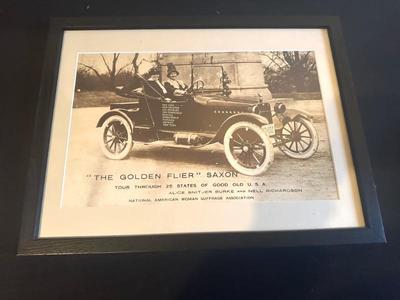 "THE GOLDEN FLIER" SAXON
TOUR THROUGH 25 STATES OF GOOD OLD U.S.A.
ALICE SNITJER BURKE AND NELL RICHARDSON
NATIONAL AMERICAN WOMAN SUFFRAGE ASSOCIATION